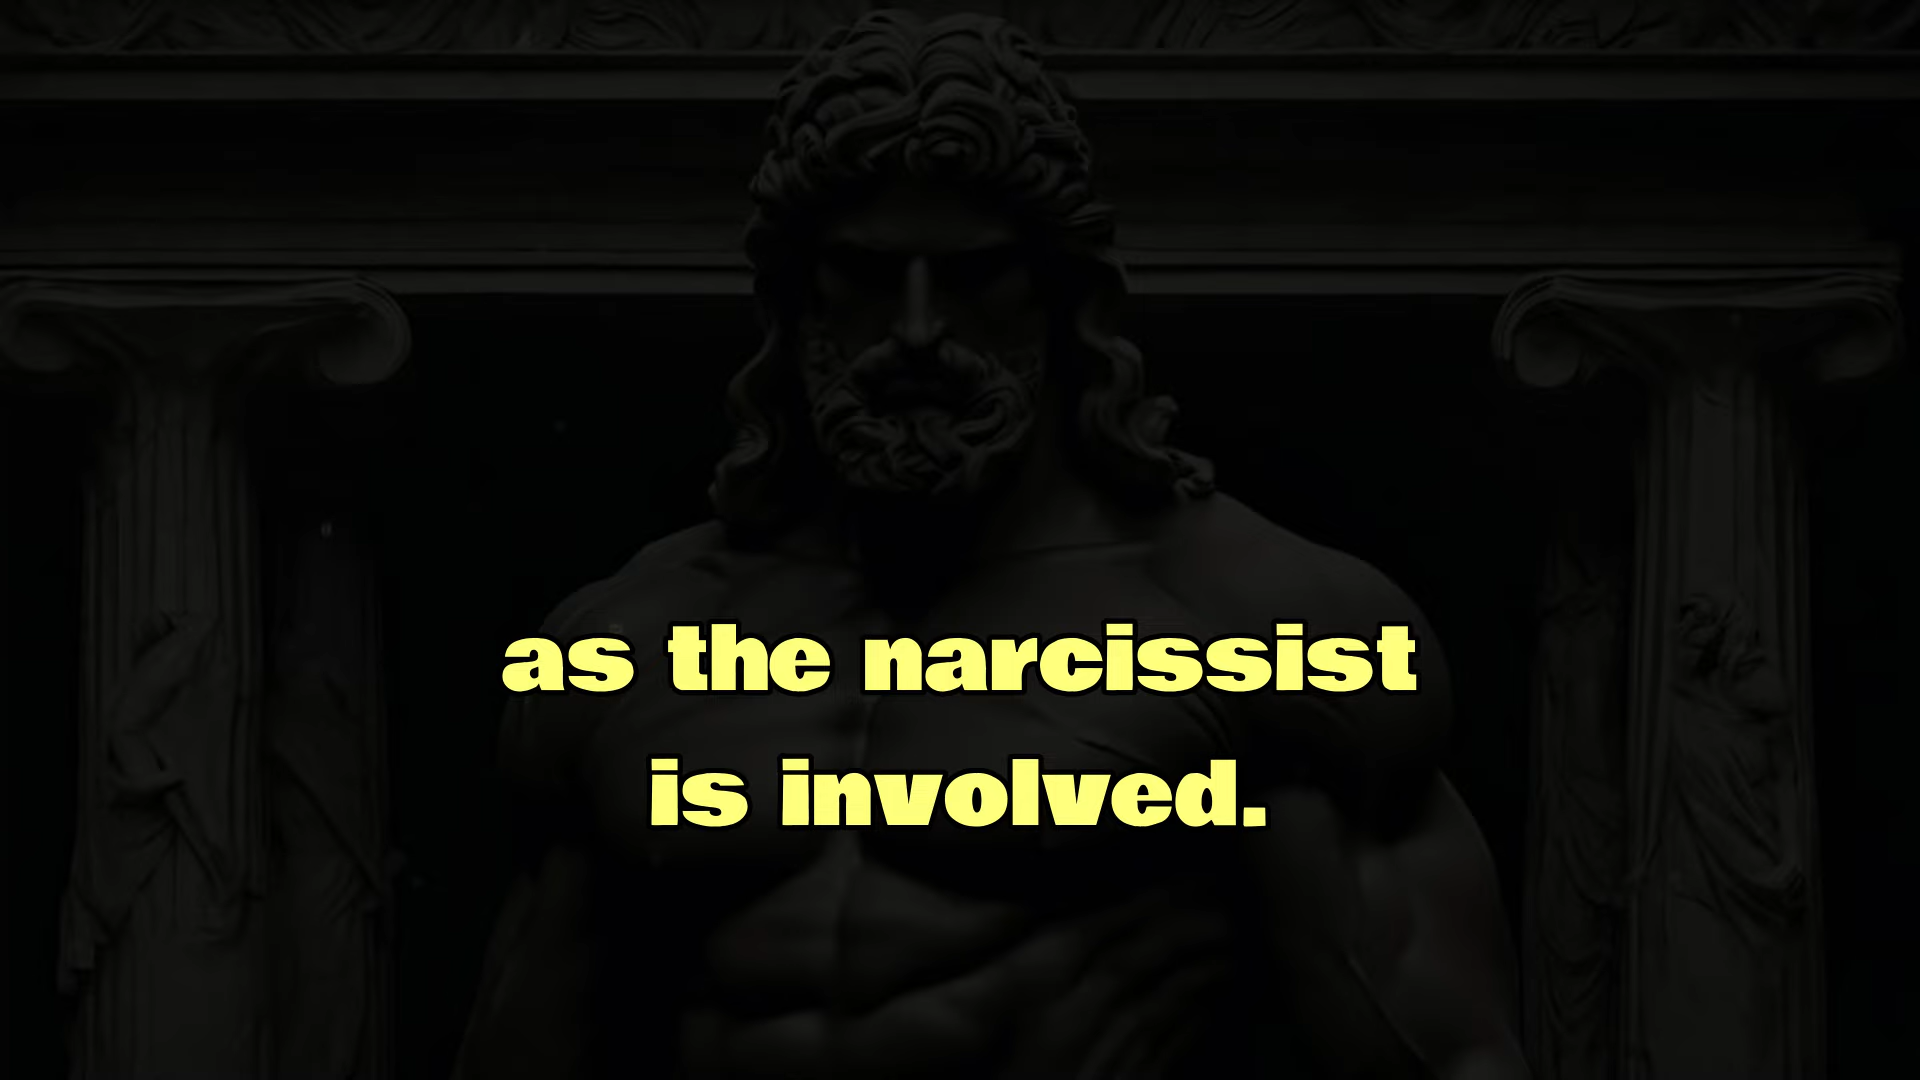 as the narcissist
is involved.